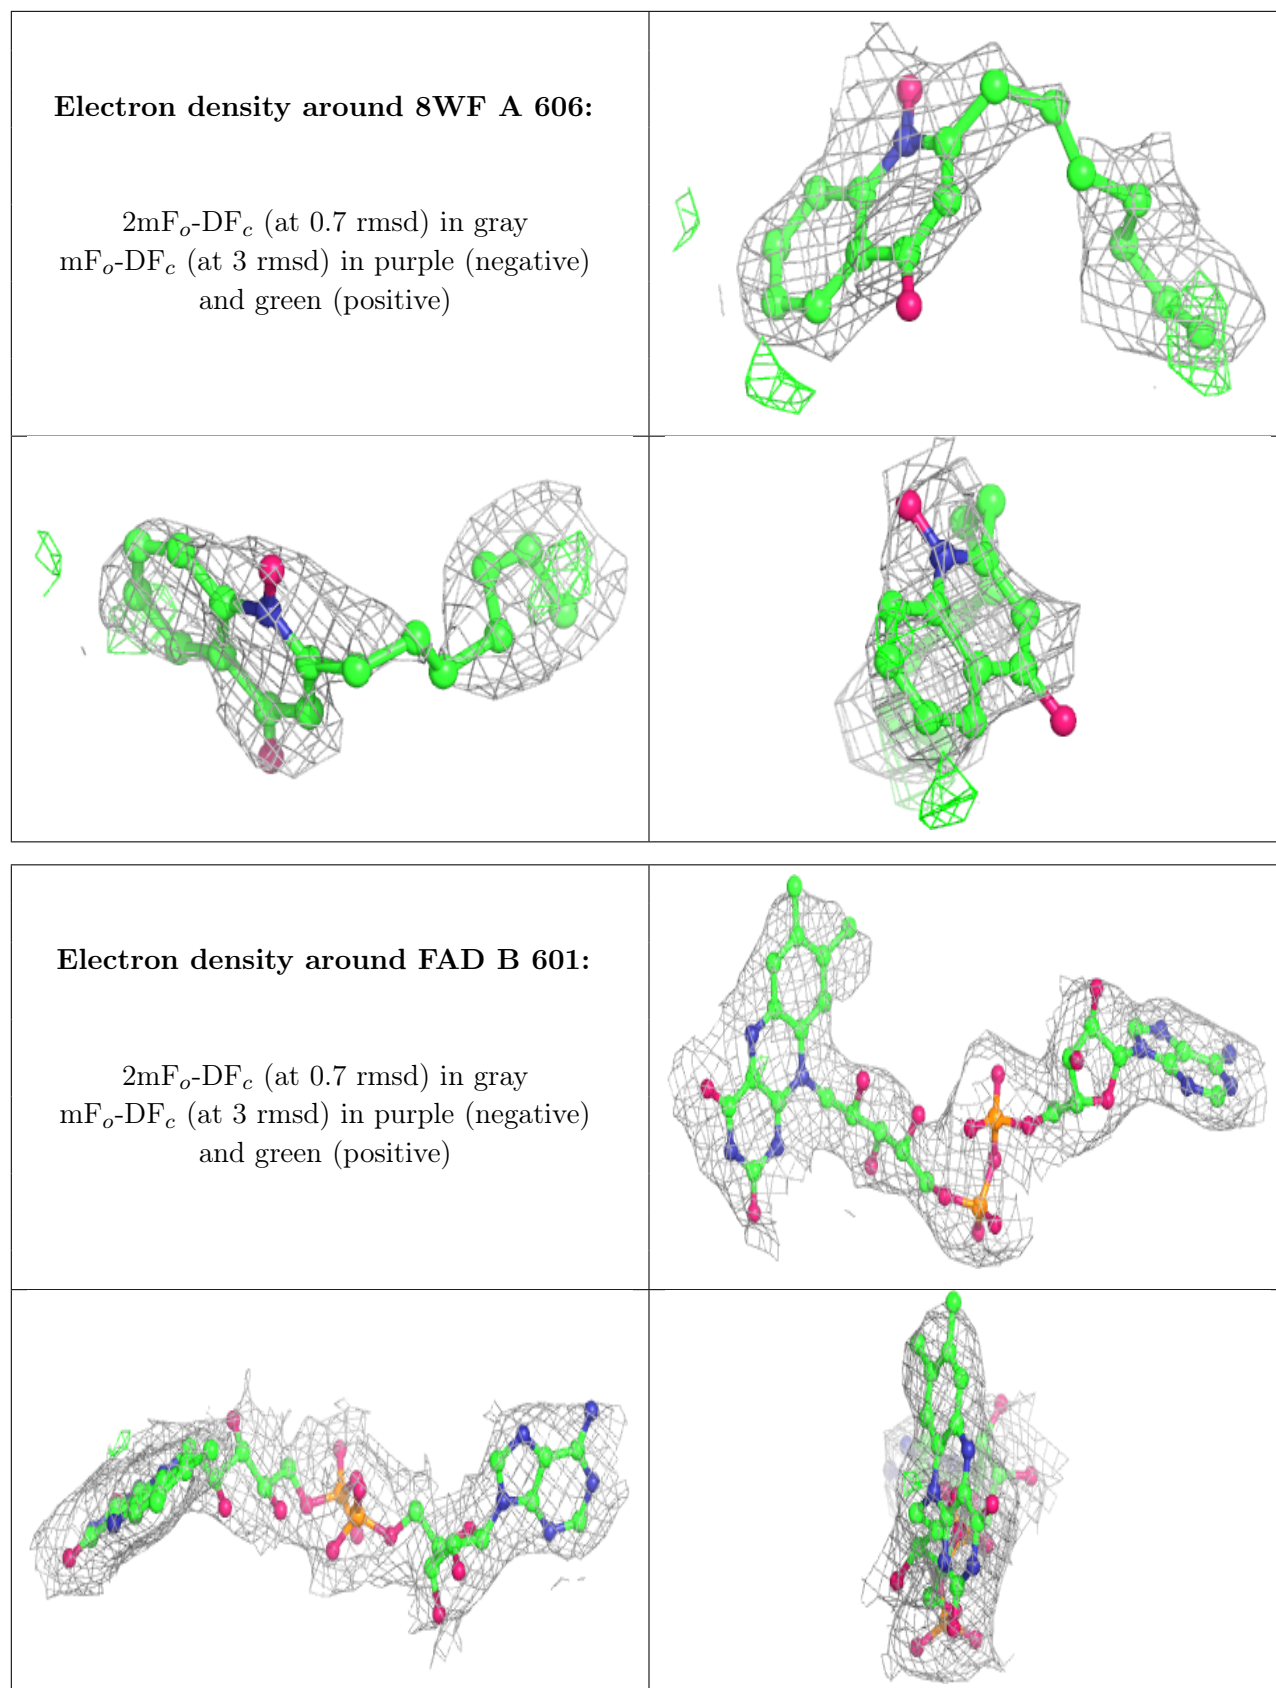 Electron density around 8WF A 606:
2mFo-DFc (at 0.7 rmsd) in gray
mFo-DFc (at 3 rmsd) in purple (negative)
and green (positive)
Electron density around FAD B 601:
2mFo-DFc (at 0.7 rmsd) in gray
mFo-DFc (at 3 rmsd) in purple (negative)
and green (positive)